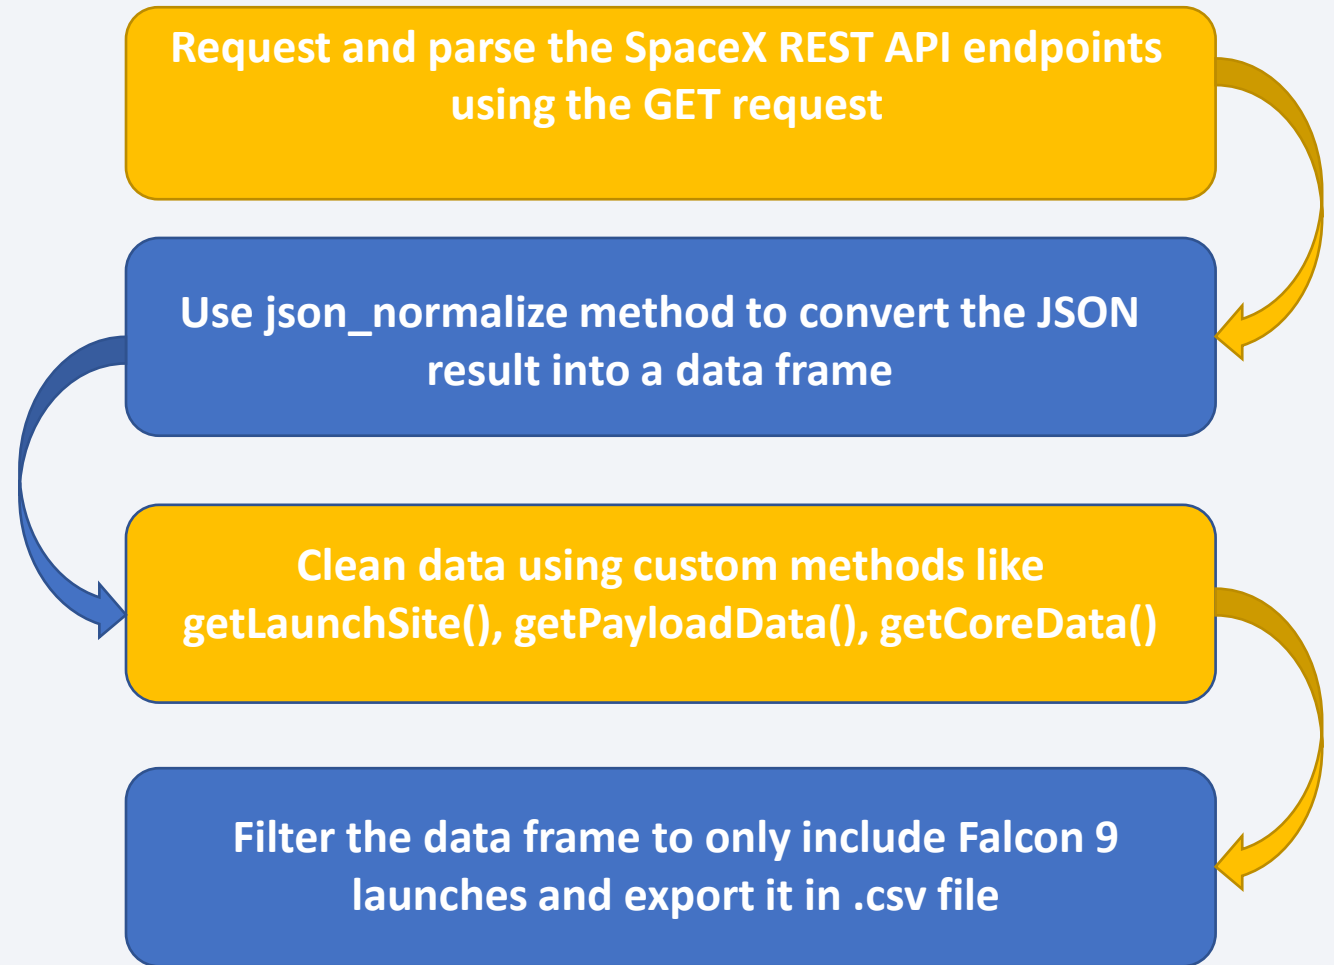 Request and parse the SpaceX REST API endpoints
using the GET request
Use json_normalize method to convert the JSON
result into a data frame
Clean data using custom methods like
getLaunchSite(), getPayloadData(), getCoreData()
Filter the data frame to only include Falcon 9
launches and export it in .csv file